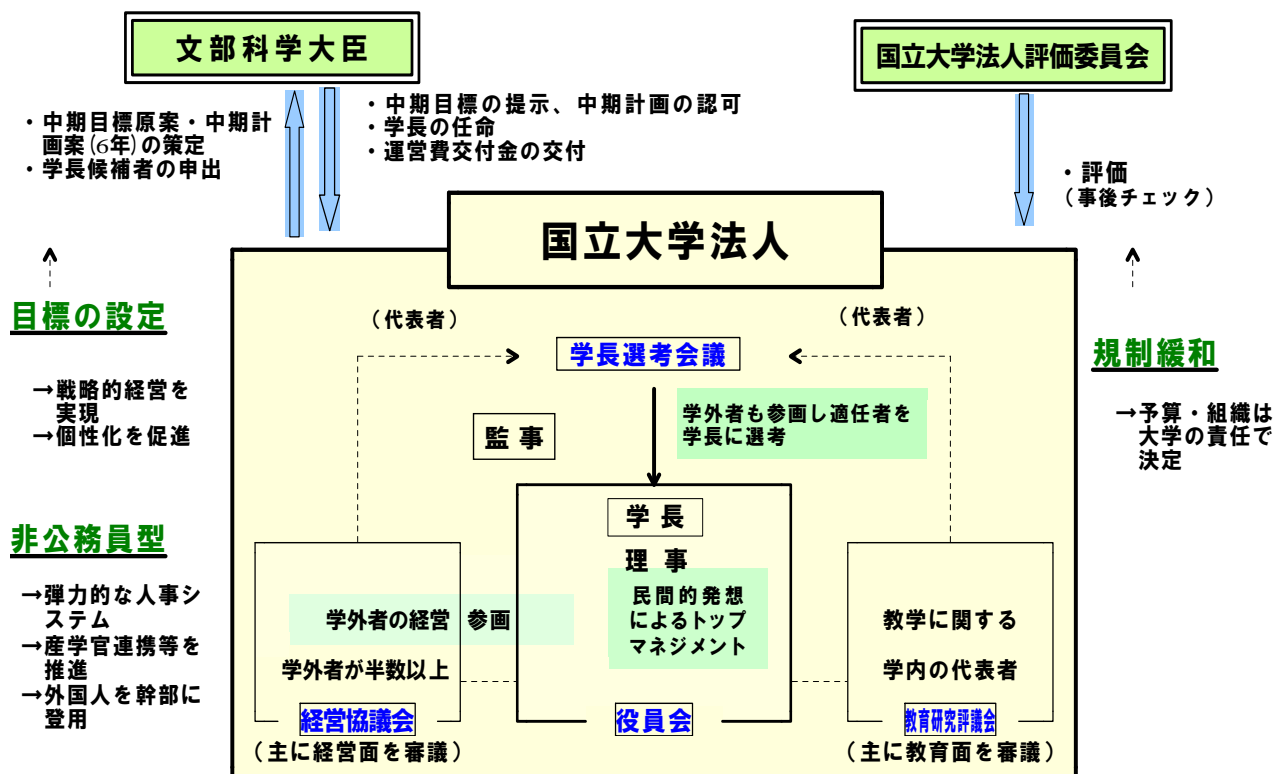 文部科学大臣
国立大学法人評価委員会
・中期目標原案・中期計
画案(6年)の策定
・学長候補者の申出
・中期目標の提示、中期計画の認可
・学長の任命
・運営費交付金の交付
・評価
（事後チェック）
国立大学法人
目標の設定
→戦略的経営を
実現
→個性化を促進
非公務員型
→弾力的な人事シ
ステム
→産学官連携等を
推進
→外国人を幹部に
登用
（代表者）
（代表者）
学長選考会議
監事
学外者も参画し適任者を
学長に選考
学長
理事
民間的発想
によるトップ
マネジメント
役員会
学外者の経営 参画
学外者が半数以上
経営協議会
（主に経営面を審議）
教学に関する
学内の代表者
教育研究評議会
（主に教育面を審議）
規制緩和
→予算・組織は
大学の責任で
決定